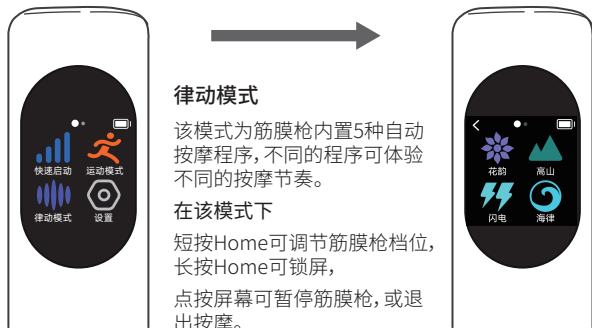 快速启动 运动模式
律动模式 设置
律动模式
该模式为筋膜枪内置5种自动
按摩程序,不同的程序可体验
不同的按摩节奏。
在该模式下
短按Home可调节筋膜枪档位,
长按Home可锁屏,
点按屏幕可暂停筋膜枪,或退
出按摩。
花韵 高山
闪电 海律